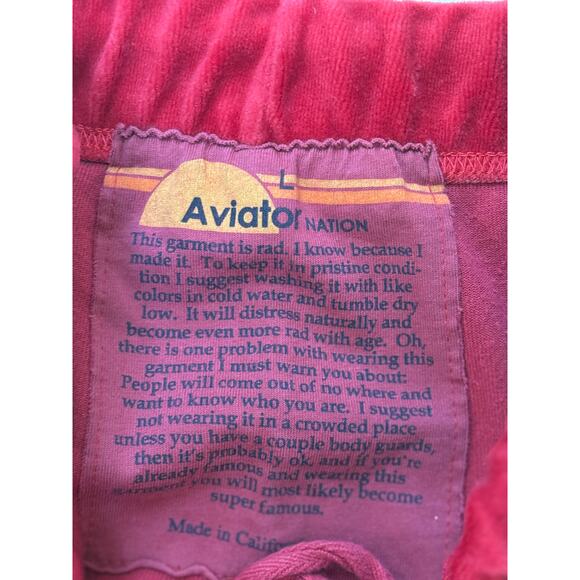 L
Aviator NATION
This garment is rad. I know because I
made it. To keep it in pristine condi-
tion I suggest washing it with like
colors in cold water and tumble dry
low. It will distress naturally and
become even more rad with age. Oh,
there is one problem with wearing this
garment I must warn you about:
People will come out of no where and
want to know who you are. I suggest
not wearing it in a crowded place
unless you have a couple body guards,
then it's probably ok, and if you're
already famous and wearing this
garment you will most likely become
super famous.
Made in Califo